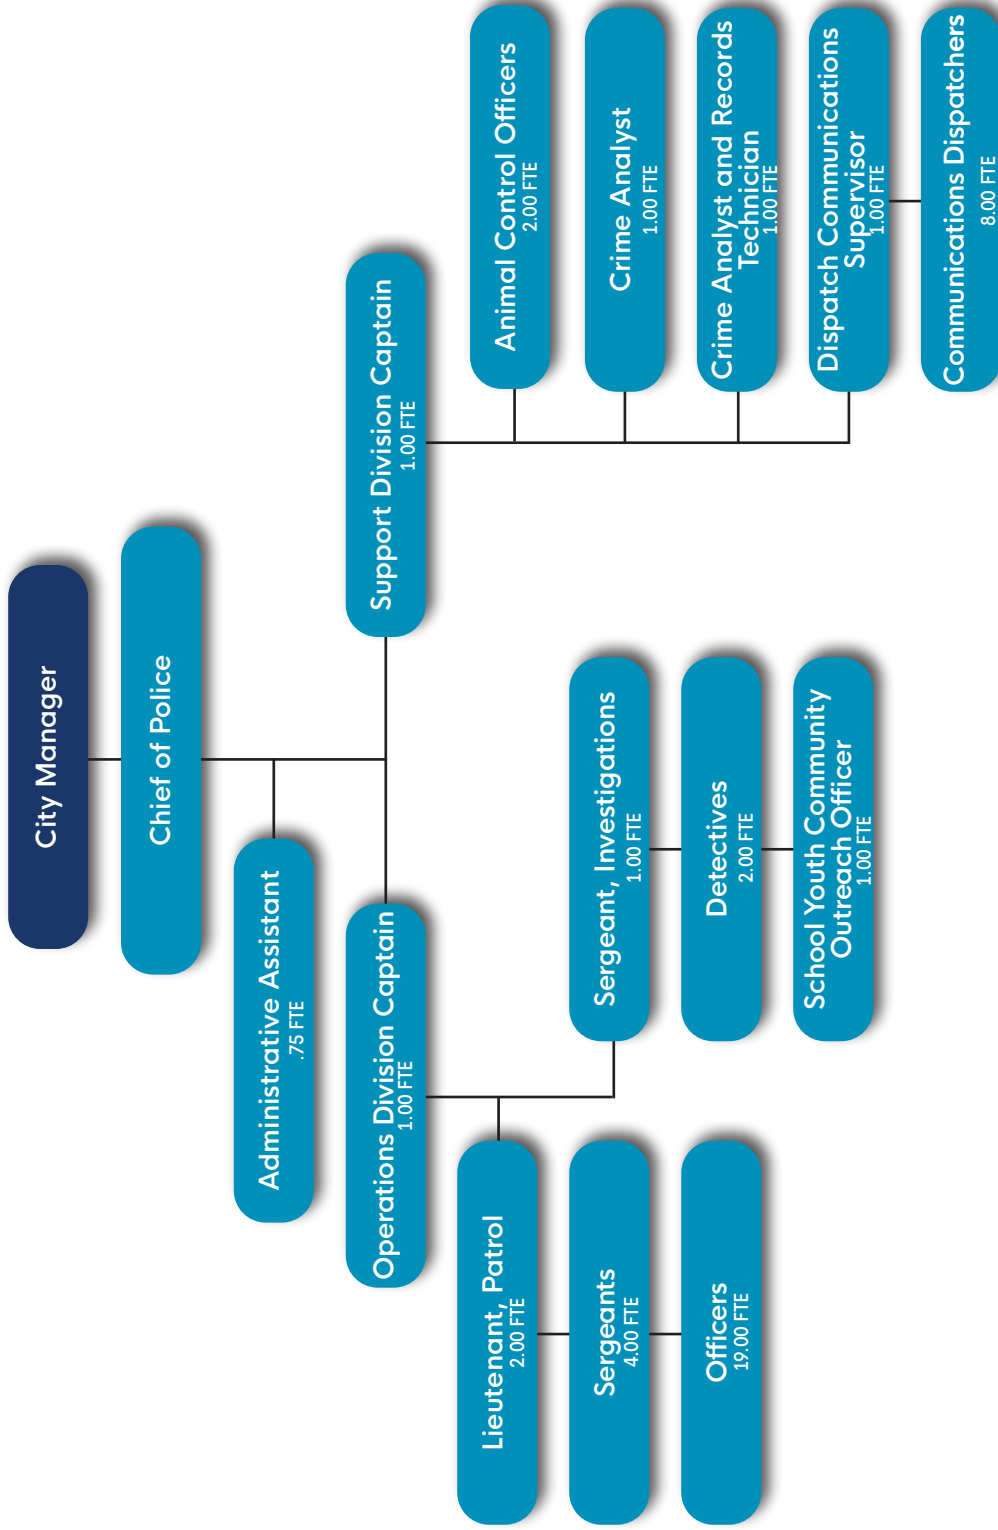 City Manager
Chief of Police
Administrative Assistant
.75 FTE
Operations Division Captain
1.00 FTE
Support Division Captain
1.00 FTE
Lieutenant, Patrol
2.00 FTE
Sergeants
4.00 FTE
Officers
19.00 FTE
Sergeant, Investigations
1.00 FTE
Detectives
2.00 FTE
School Youth Community
Outreach Officer
1.00 FTE
Animal Control Officers
2.00 FTE
Crime Analyst
1.00 FTE
Crime Analyst and Records
Technician
1.00 FTE
Dispatch Communications
Supervisor
1.00 FTE
Communications Dispatchers
8.00 FTE